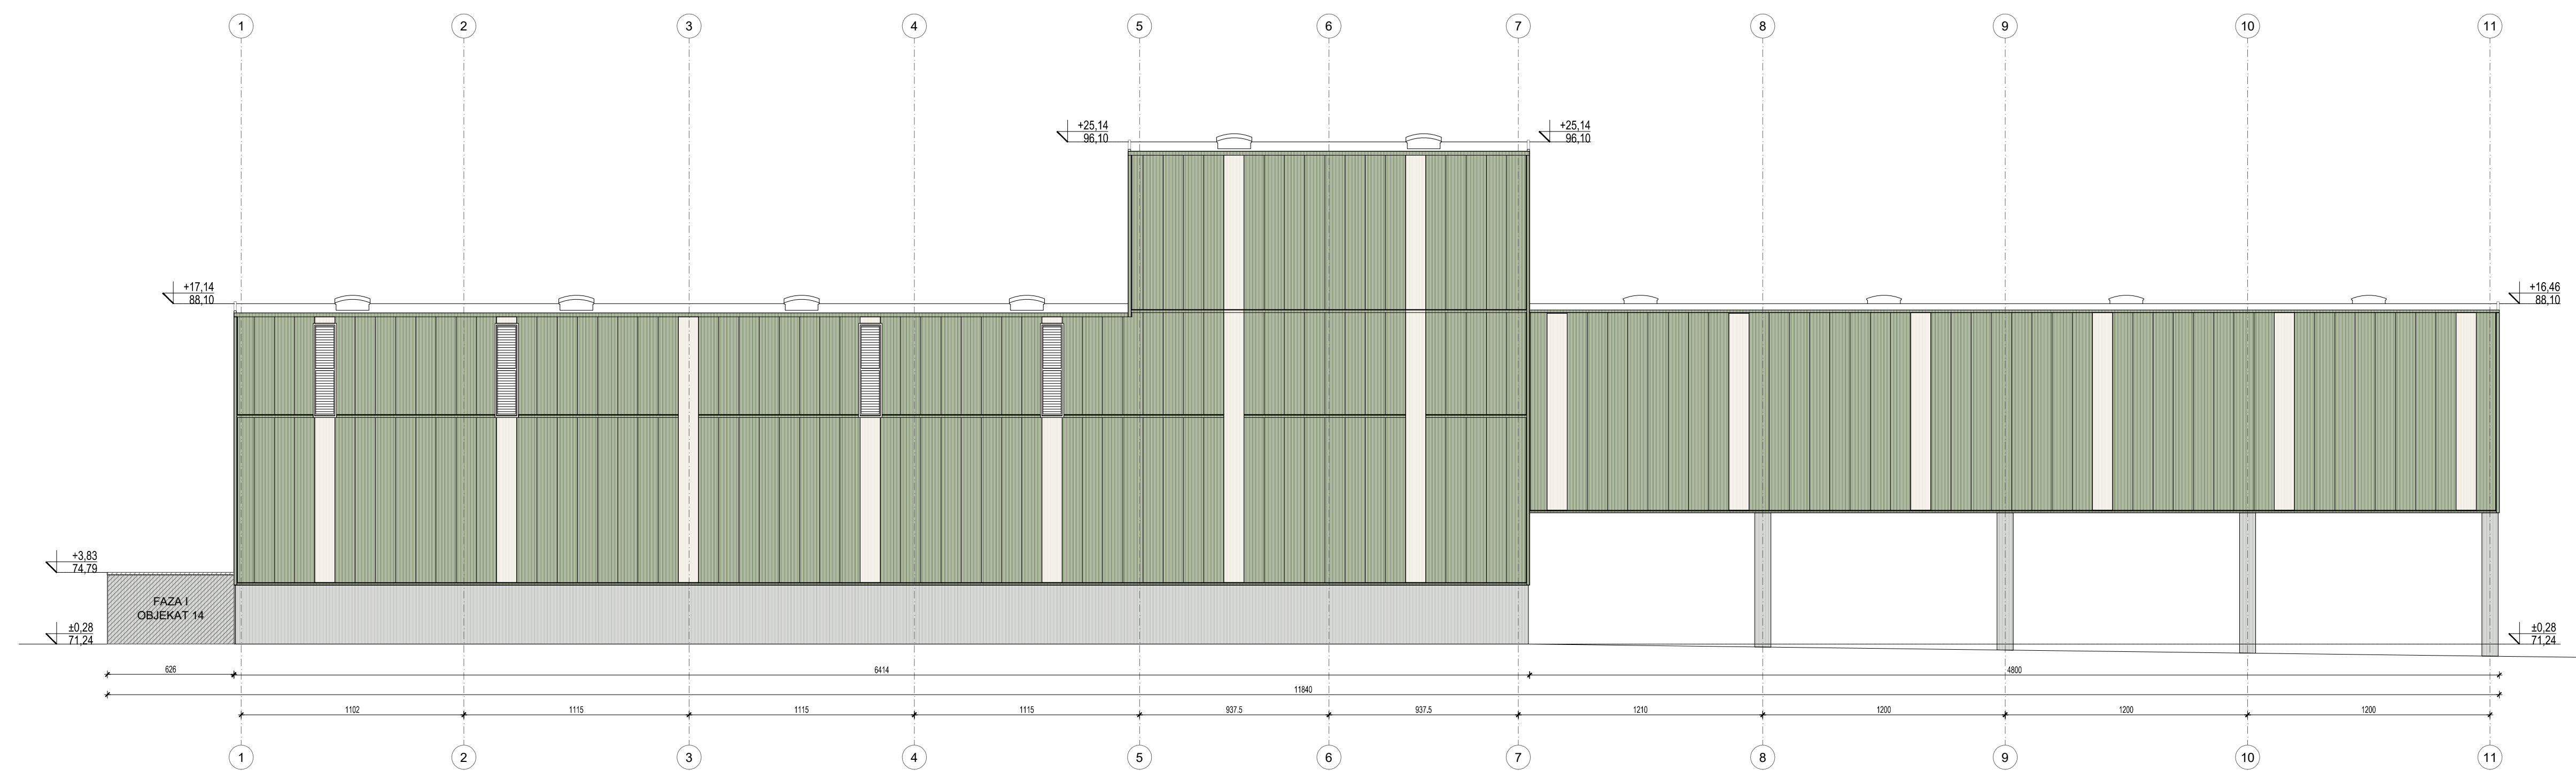 1 2 3 4 5 6 7 8 9 10 11
+25,14
96,10
+25,14
96,10
+17,14
88,10
+16,46
88,10
+3,83
74,79
FAZA I
OBJEKAT 14
±0,28
71,24
±0,28
71,24
626 6414 4800
11840
1102 1115 1115 1115 937.5 937.5 1210 1200 1200 1200
1 2 3 4 5 6 7 8 9 10 11